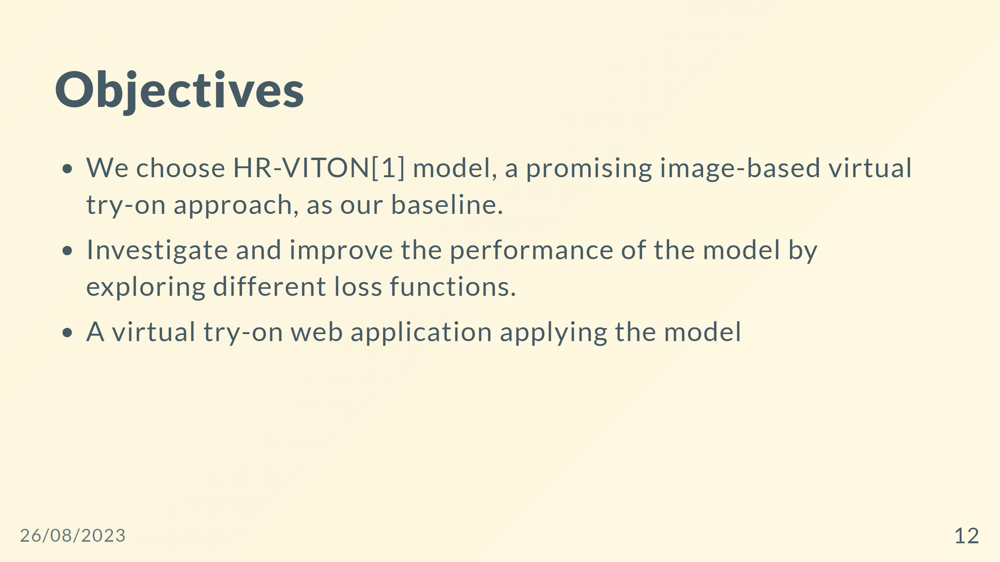 Objectives
• We choose HR-VITON[1] model, a promising image-based virtual
try-on approach, as our baseline.
• Investigate and improve the performance of the model by
exploring different loss functions.
• A virtual try-on web application applying the model
26/08/2023
12